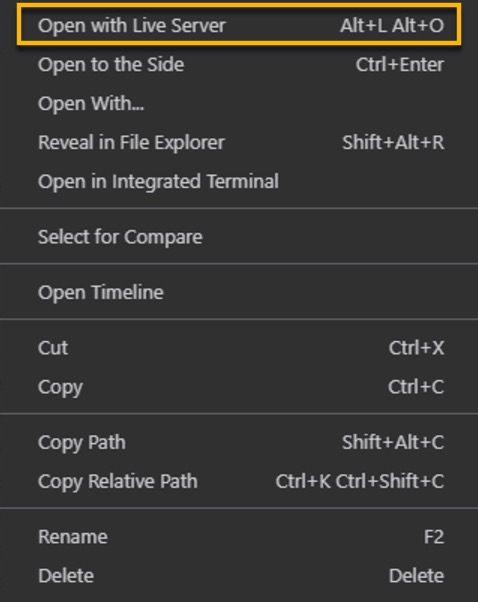 Open with Live Server Alt+L Alt+O
Open to the Side Ctrl+Enter
Open With...
Reveal in File Explorer Shift+Alt+R
Open in Integrated Terminal
Select for Compare
Open Timeline
Cut Ctrl+X
Copy Ctrl+C
Copy Path Shift+Alt+C
Copy Relative Path Ctrl+K Ctrl+Shift+C
Rename F2
Delete Delete